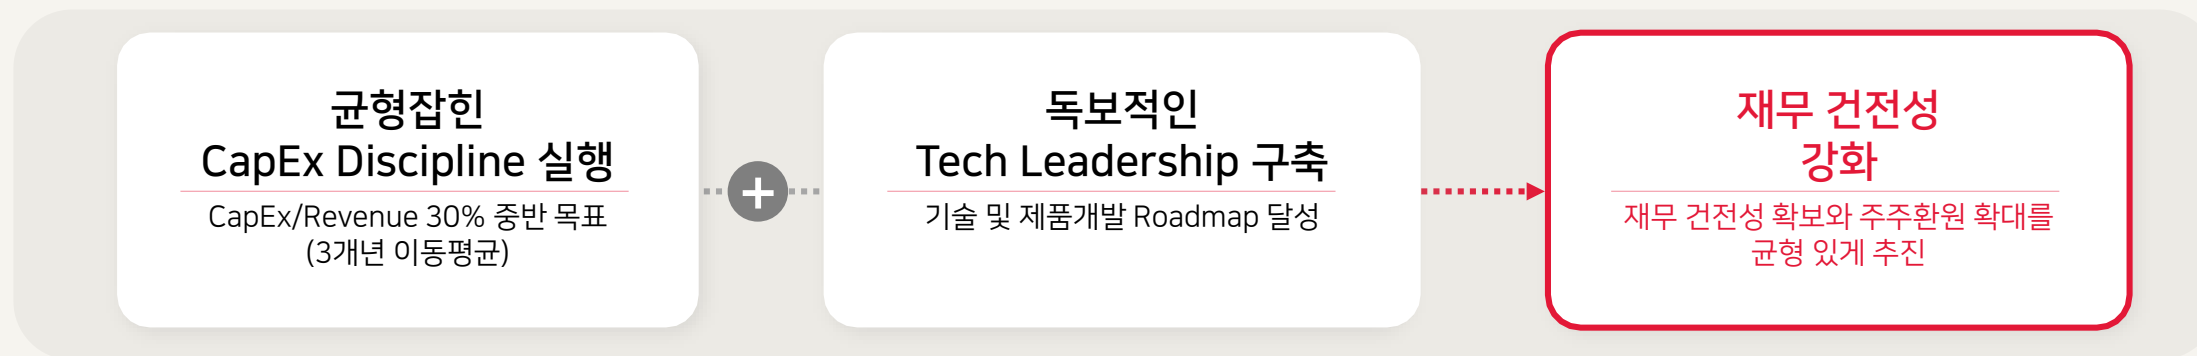 균형잡힌
CapEx Discipline 실행
CapEx/Revenue 30% 중반 목표
(3개년 이동평균)
+
독보적인
Tech Leadership 구축
기술 및 제품개발 Roadmap 달성
재무 건전성
강화
재무 건전성 확보와 주주환원 확대를
균형 있게 추진